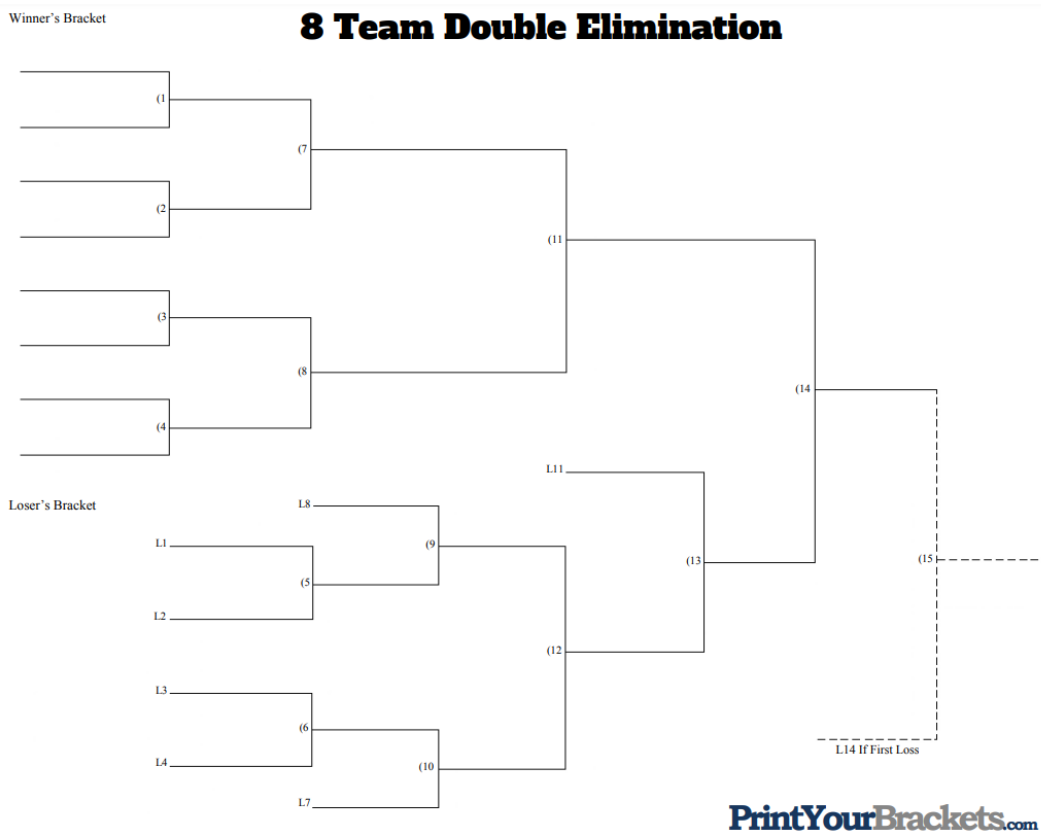 Winner's Bracket
8 Team Double Elimination
(1
(7
(2
(11
(3
(8
(14
(4
L11
Loser's Bracket
L8
L1
(9
(15
(13
(5
L2
(12
L3
(6
L4
(10
L14 If First Loss
L7
PrintYourBrackets.com